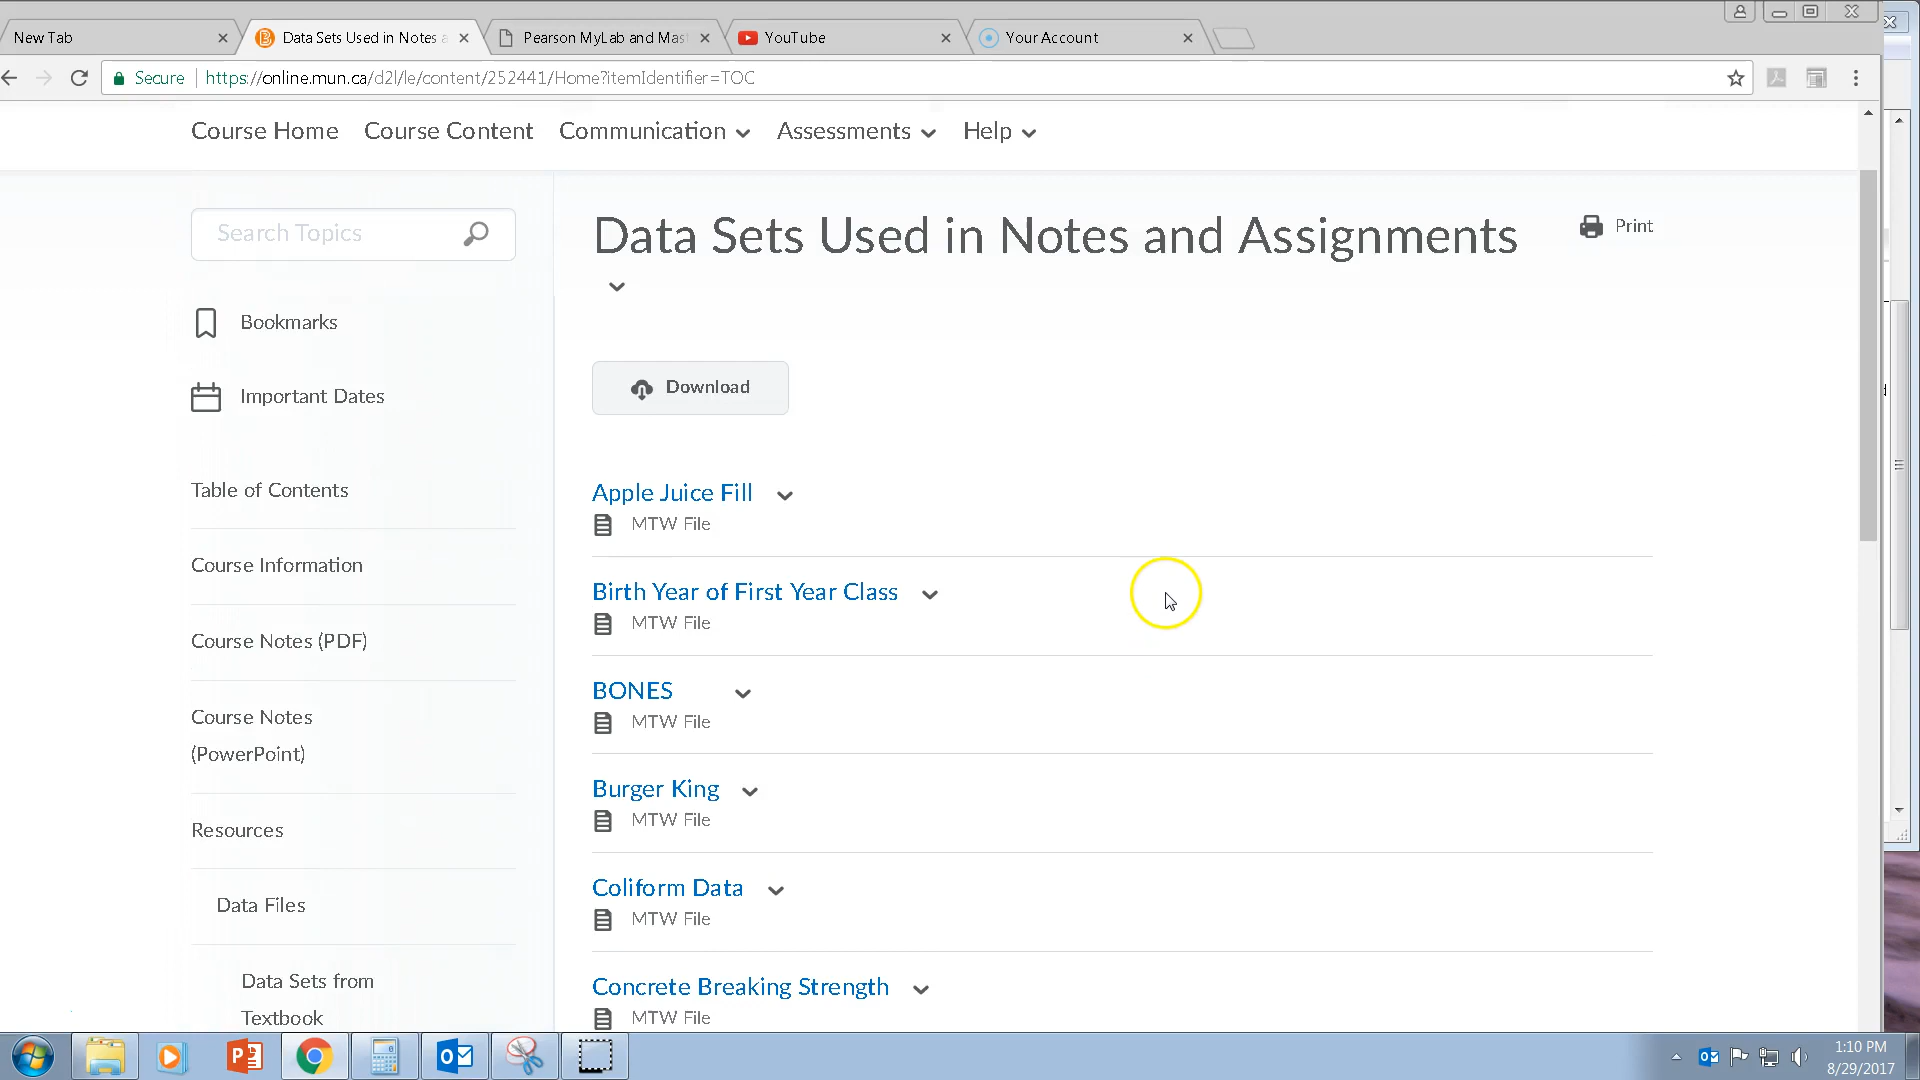 New Tab
Data Sets Used in Notes a
Pearson MyLab and Mas
YouTube
Your Account
Secure
https://online.mun.ca/d2l/le/content/252441/Home?itemIdentifier=TOC
Course Home
Course Content
Communication
Assessments
Help
Search Topics
Bookmarks
Important Dates
Table of Contents
Course Information
Course Notes (PDF)
Course Notes
(PowerPoint)
Resources
Data Files
Data Sets from
Textbook
Data Sets Used in Notes and Assignments
Print
Download
Apple Juice Fill
MTW File
Birth Year of First Year Class
MTW File
BONES
MTW File
Burger King
MTW File
Coliform Data
MTW File
Concrete Breaking Strength
MTW File
1:10 PM
8/29/2017